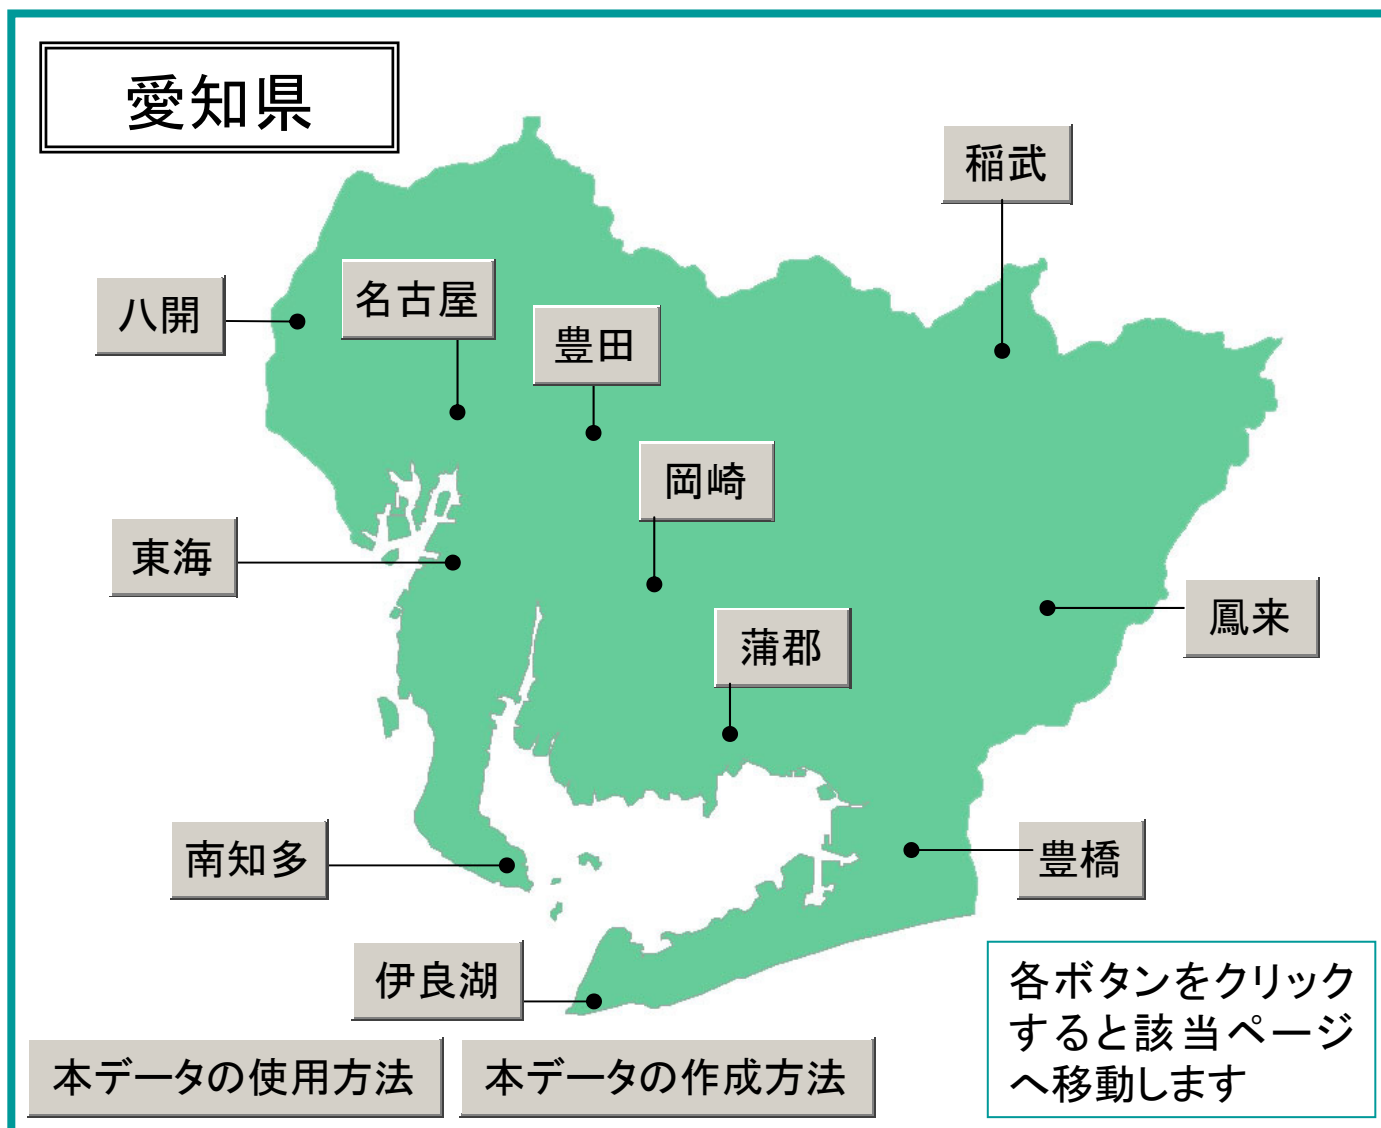 愛知県
稲武
八開
名古屋
豊田
岡崎
東海
鳳来
蒲郡
南知多
豊橋
伊良湖
各ボタンをクリック
すると該当ページ
へ移動します
本データの使用方法
本データの作成方法